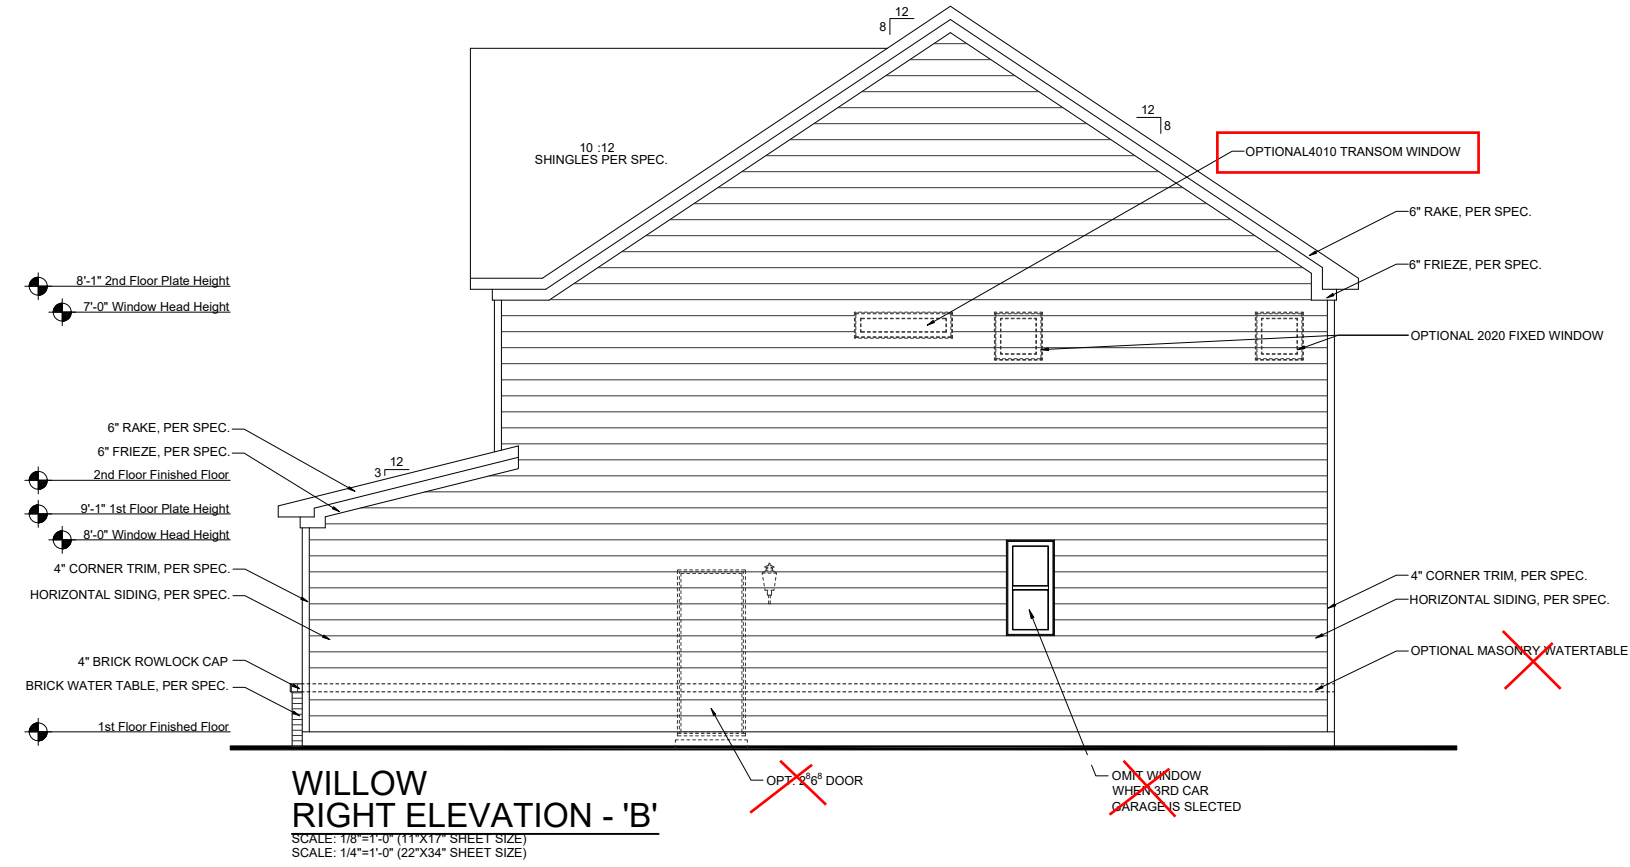 12
8
12
8
10 :12
SHINGLES PER SPEC.
OPTIONAL4010 TRANSOM WINDOW
6" RAKE, PER SPEC.
6" FRIEZE, PER SPEC.
8'-1" 2nd Floor Plate Height
7'-0" Window Head Height
OPTIONAL 2020 FIXED WINDOW
6" RAKE, PER SPEC.
6" FRIEZE, PER SPEC.
12
3
2nd Floor Finished Floor
9'-1" 1st Floor Plate Height
8'-0" Window Head Height
4" CORNER TRIM, PER SPEC.
HORIZONTAL SIDING, PER SPEC.
4" CORNER TRIM, PER SPEC.
HORIZONTAL SIDING, PER SPEC.
OPTIONAL MASONRY WATERTABLE
4" BRICK ROWLOCK CAP
BRICK WATER TABLE, PER SPEC.
1st Floor Finished Floor
OPT. 2⁸6⁸ DOOR
OMIT WINDOW
WHEN 3RD CAR
GARAGE IS SLECTED
WILLOW
RIGHT ELEVATION - 'B'
SCALE: 1/8"=1'-0" (11"X17" SHEET SIZE)
SCALE: 1/4"=1'-0" (22"X34" SHEET SIZE)